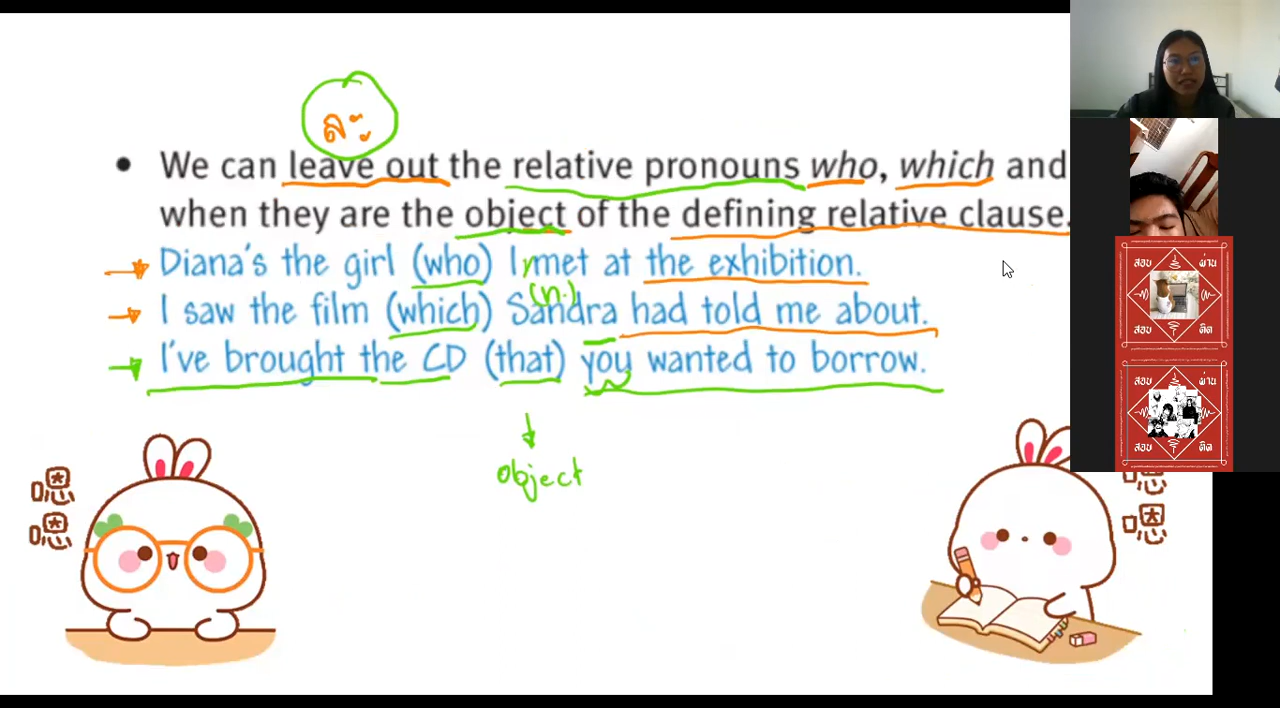 ละ
• We can leave out the relative pronouns who, which and
when they are the object of the defining relative clause.
Diana's the girl (who) I met at the exhibition.
(n.)
I saw the film (which) Sandra had told me about.
I've brought the CD (that) you wanted to borrow.
object
嗯
嗯
嗯
嗯
สอบ ผ่าน
สอบ ติด
สอบ ผ่าน
สอบ ติด